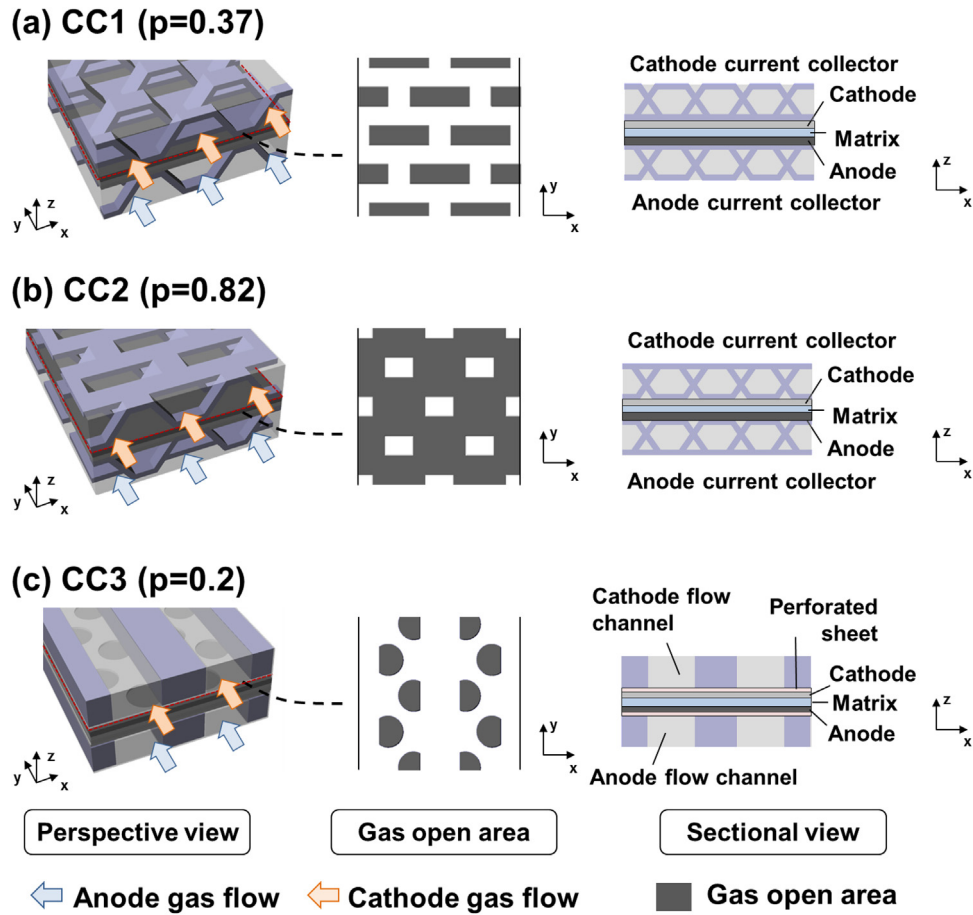 (a) CC1 (p=0.37)
Cathode current collector
Cathode
Matrix
Anode
Anode current collector
z
y
x
y
x
z
x
(b) CC2 (p=0.82)
Cathode current collector
Cathode
Matrix
Anode
Anode current collector
z
y
x
y
x
z
x
(c) CC3 (p=0.2)
Cathode flow
channel
Perforated
sheet
Cathode
Matrix
Anode
Anode flow channel
z
y
x
y
x
z
x
Perspective view
Gas open area
Sectional view
Anode gas flow
Cathode gas flow
Gas open area